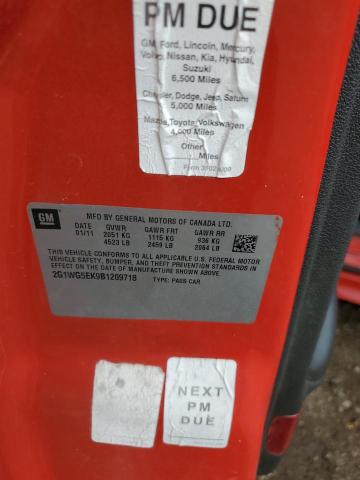 PM DUE
GM, Ford, Lincoln, Mercury,
Volvo, Nissan, Kia, Hyundai,
Suzuki
6,500 Miles
Chrysler, Dodge, Jeep, Saturn
5,000 Miles
Mazda, Toyota, Volkswagen
4,000 Miles
Other
Miles
Form
GM
MFD BY GENERAL MOTORS OF CANADA LTD.
DATE GVWR GAWR FRT GAWR RR
01/11 2051 KG 1115 KG 936 KG
4523 LB 2459 LB 2064 LB
THIS VEHICLE CONFORMS TO ALL APPLICABLE U.S. FEDERAL MOTOR
VEHICLE SAFETY, BUMPER, AND THEFT PREVENTION STANDARDS IN EFFECT ON
THE DATE OF MANUFACTURE SHOWN ABOVE.
2G1WG5EK9B1209718 TYPE: PASS CAR
NEXT
PM
DUE